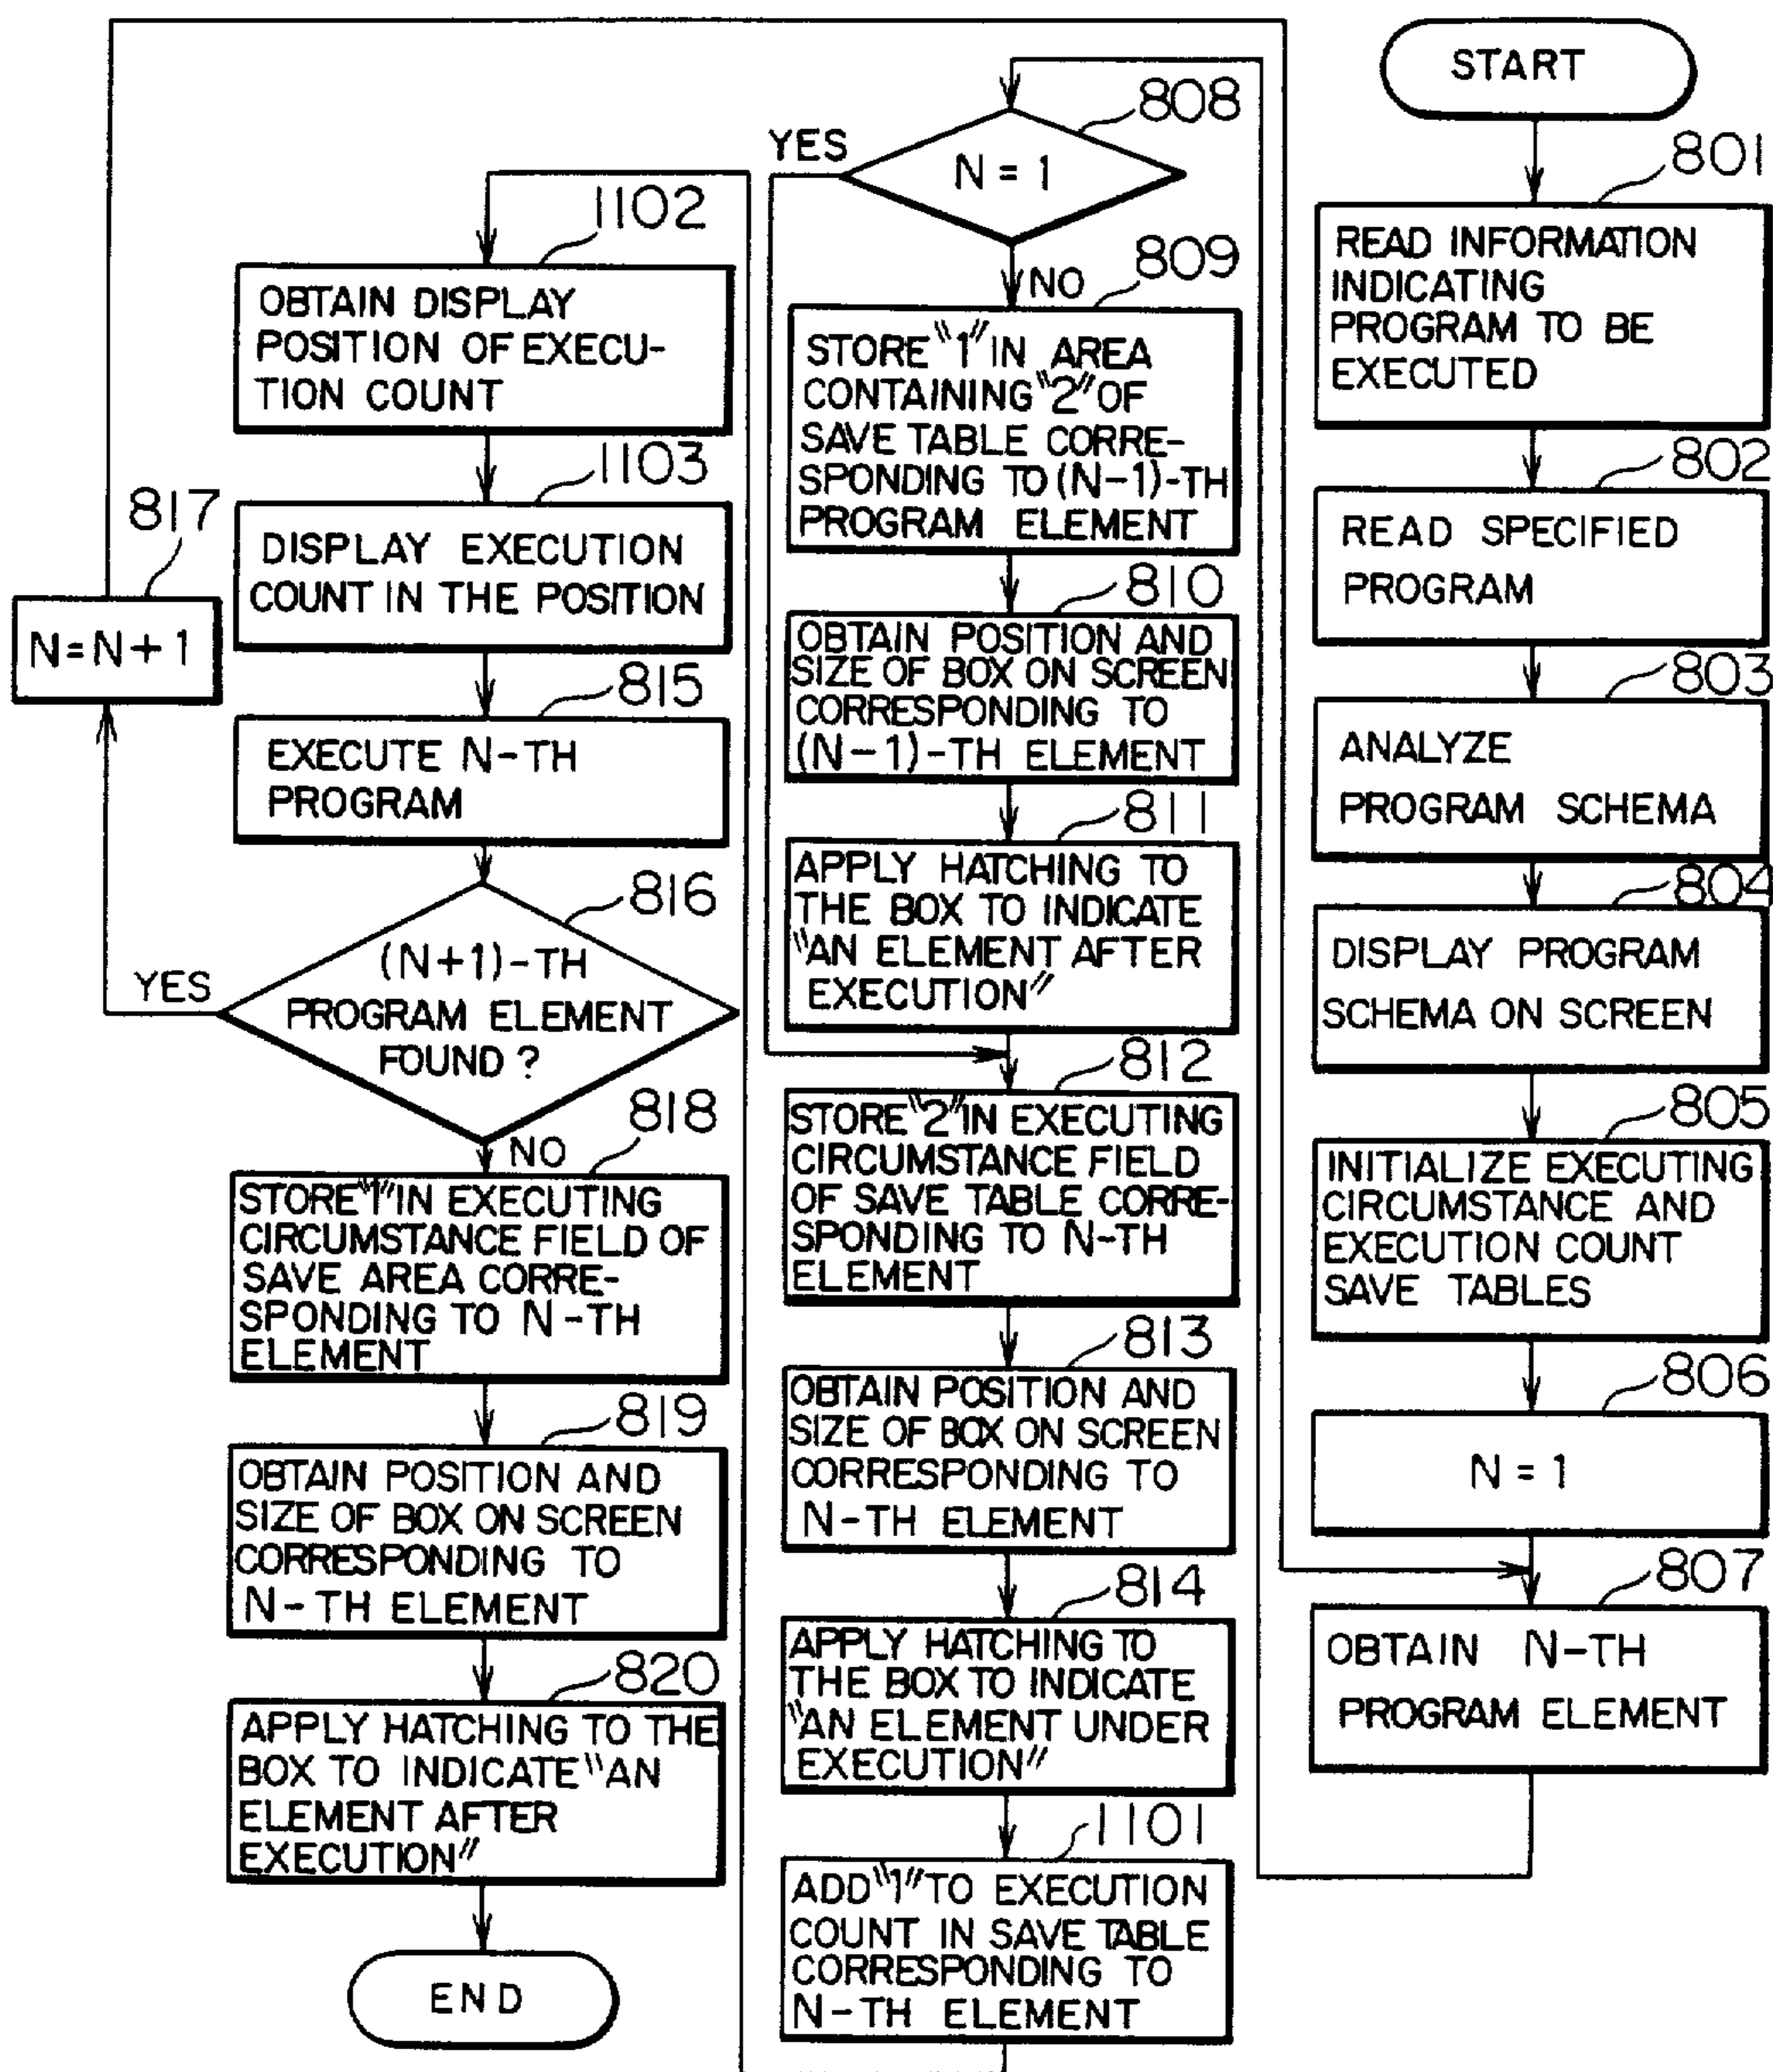 START
801
READ INFORMATION
INDICATING
PROGRAM TO BE
EXECUTED
802
READ SPECIFIED
PROGRAM
803
ANALYZE
PROGRAM SCHEMA
804
DISPLAY PROGRAM
SCHEMA ON SCREEN
805
INITIALIZE EXECUTING
CIRCUMSTANCE AND
EXECUTION COUNT
SAVE TABLES
806
N = 1
807
OBTAIN N-TH
PROGRAM ELEMENT
808
YES
N = 1
NO
809
STORE "1" IN AREA
CONTAINING "2" OF
SAVE TABLE CORRE-
SPONDING TO (N-1)-TH
PROGRAM ELEMENT
810
OBTAIN POSITION AND
SIZE OF BOX ON SCREEN
CORRESPONDING TO
(N-1)-TH ELEMENT
811
APPLY HATCHING TO
THE BOX TO INDICATE
"AN ELEMENT AFTER
EXECUTION"
812
STORE "2" IN EXECUTING
CIRCUMSTANCE FIELD
OF SAVE TABLE CORRE-
SPONDING TO N-TH
ELEMENT
813
OBTAIN POSITION AND
SIZE OF BOX ON SCREEN
CORRESPONDING TO
N-TH ELEMENT
814
APPLY HATCHING TO
THE BOX TO INDICATE
"AN ELEMENT UNDER
EXECUTION"
1101
ADD "1" TO EXECUTION
COUNT IN SAVE TABLE
CORRESPONDING TO
N-TH ELEMENT
1102
OBTAIN DISPLAY
POSITION OF EXECU-
TION COUNT
1103
DISPLAY EXECUTION
COUNT IN THE POSITION
815
EXECUTE N-TH
PROGRAM
816
(N+1)-TH
PROGRAM ELEMENT
FOUND ?
YES
817
N=N+1
NO
818
STORE "1" IN EXECUTING
CIRCUMSTANCE FIELD OF
SAVE AREA CORRE-
SPONDING TO N-TH
ELEMENT
819
OBTAIN POSITION AND
SIZE OF BOX ON SCREEN
CORRESPONDING TO
N-TH ELEMENT
820
APPLY HATCHING TO THE
BOX TO INDICATE "AN
ELEMENT AFTER
EXECUTION"
END